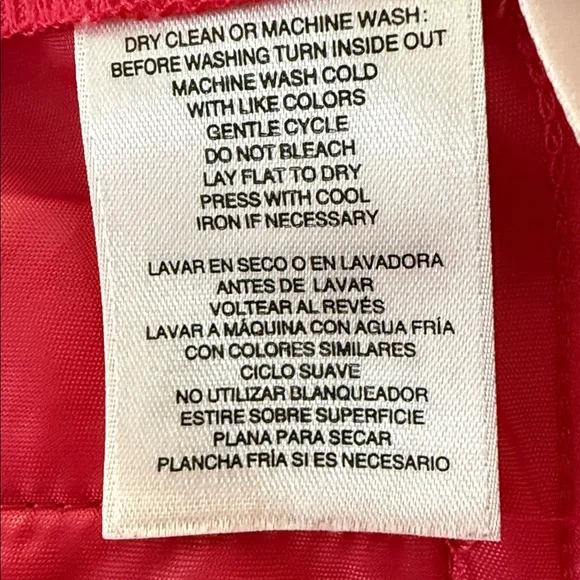 DRY CLEAN OR MACHINE WASH:
BEFORE WASHING TURN INSIDE OUT
MACHINE WASH COLD
WITH LIKE COLORS
GENTLE CYCLE
DO NOT BLEACH
LAY FLAT TO DRY
PRESS WITH COOL
IRON IF NECESSARY
LAVAR EN SECO O EN LAVADORA
ANTES DE LAVAR
VOLTEAR AL REVÉS
LAVAR A MÁQUINA CON AGUA FRÍA
CON COLORES SIMILARES
CICLO SUAVE
NO UTILIZAR BLANQUEADOR
ESTIRE SOBRE SUPERFICIE
PLANA PARA SECAR
PLANCHA FRÍA SI ES NECESARIO